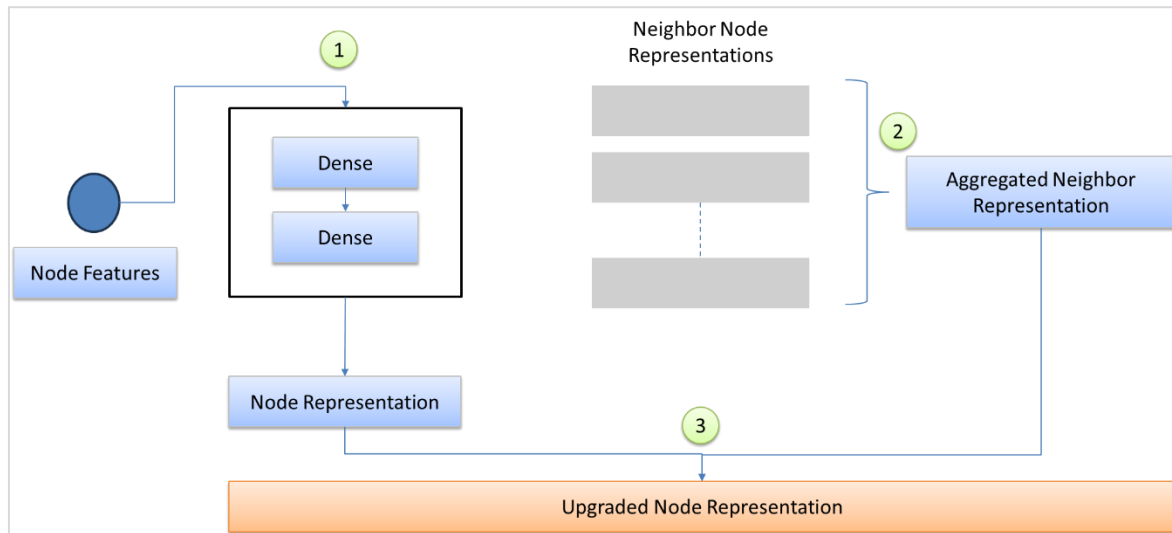 1
Neighbor Node
Representations
2
Dense
Dense
Aggregated Neighbor
Representation
Node Features
Node Representation
3
Upgraded Node Representation